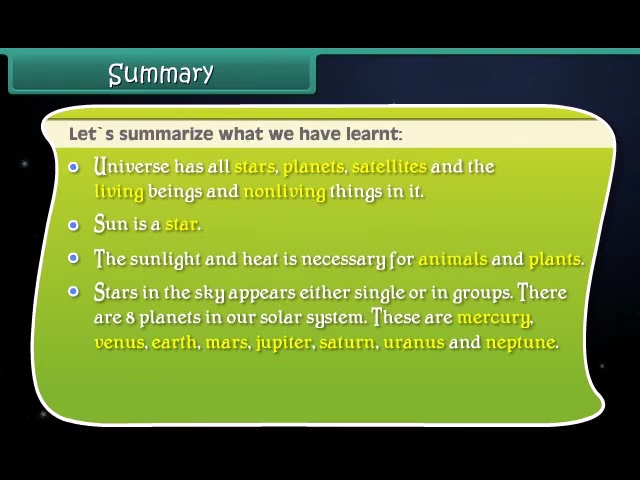 Summary
Let`s summarize what we have learnt:
Universe has all stars, planets, satellites and the
living beings and nonliving things in it.
Sun is a star.
The sunlight and heat is necessary for animals and plants.
Stars in the sky appears either single or in groups. There
are 8 planets in our solar system. These are mercury,
venus, earth, mars, jupiter, saturn, uranus and neptune.